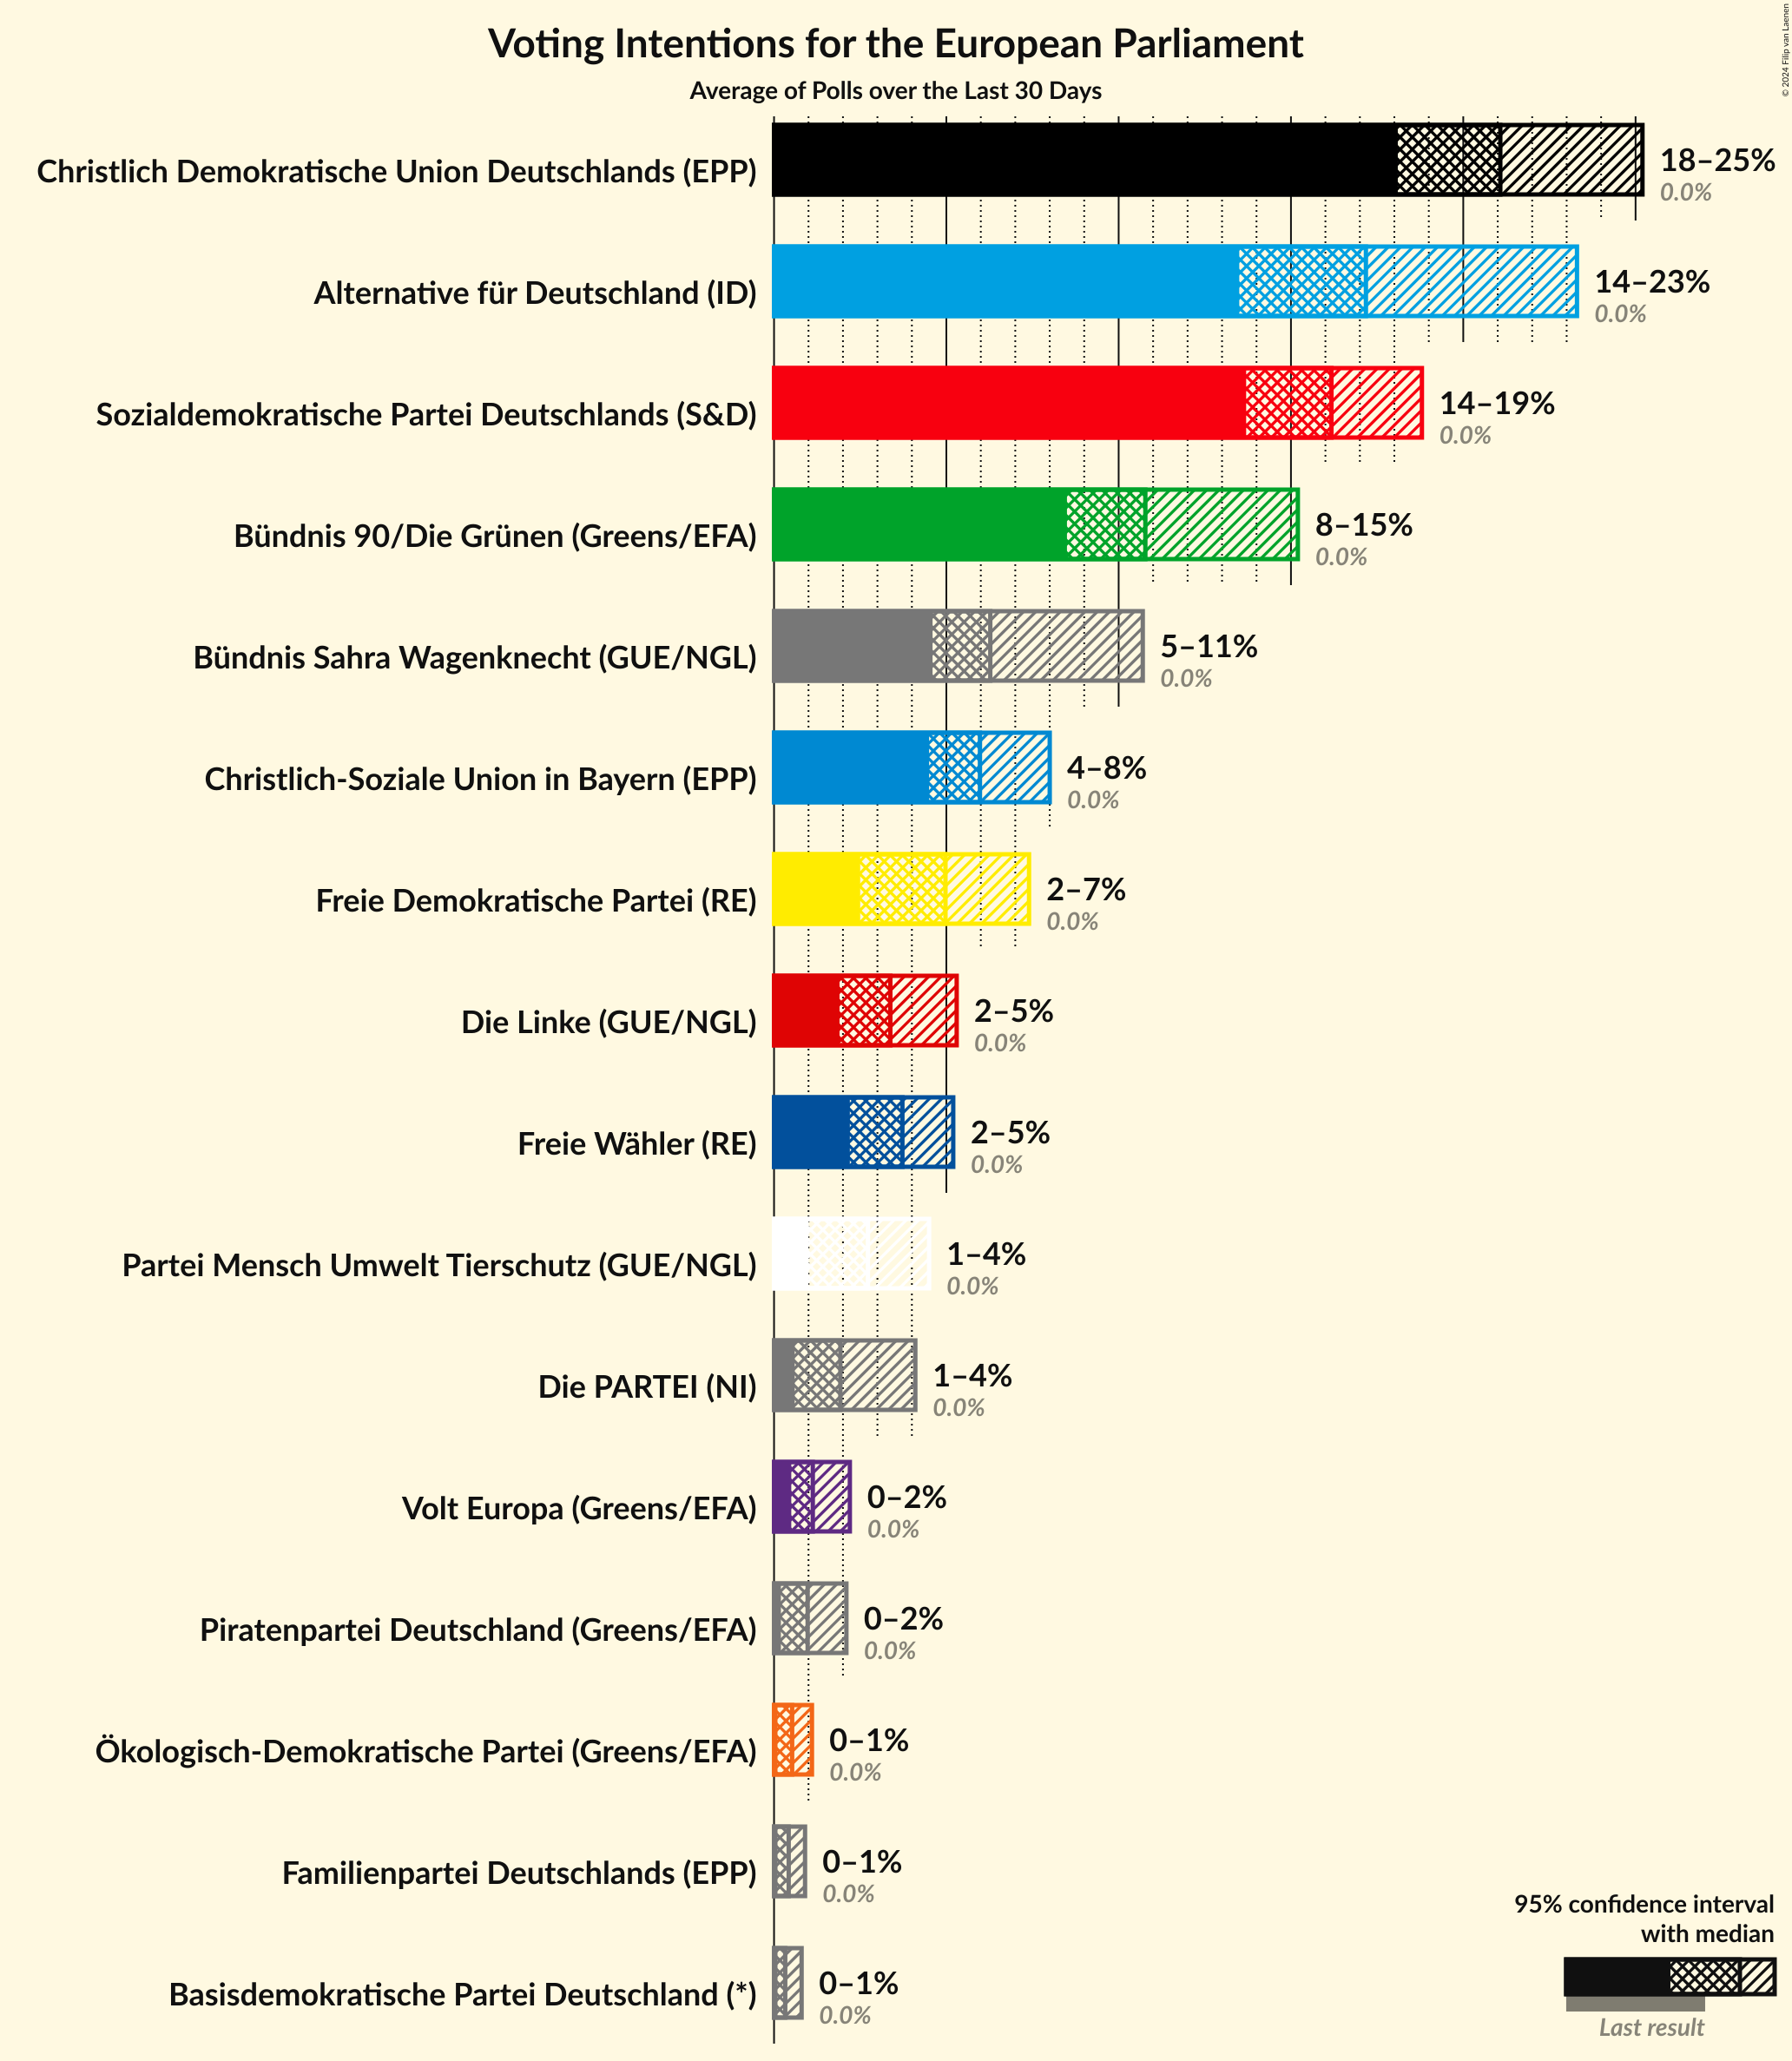 Voting Intentions for the European Parliament
Average of Polls over the Last 30 Days
© 2024 Filip van Laenen
Christlich Demokratische Union Deutschlands (EPP)
18–25%
0.0%
Alternative für Deutschland (ID)
14–23%
0.0%
Sozialdemokratische Partei Deutschlands (S&D)
14–19%
0.0%
Bündnis 90/Die Grünen (Greens/EFA)
8–15%
0.0%
Bündnis Sahra Wagenknecht (GUE/NGL)
5–11%
0.0%
Christlich-Soziale Union in Bayern (EPP)
4–8%
0.0%
Freie Demokratische Partei (RE)
2–7%
0.0%
Die Linke (GUE/NGL)
2–5%
0.0%
Freie Wähler (RE)
2–5%
0.0%
Partei Mensch Umwelt Tierschutz (GUE/NGL)
1–4%
0.0%
Die PARTEI (NI)
1–4%
0.0%
Volt Europa (Greens/EFA)
0–2%
0.0%
Piratenpartei Deutschland (Greens/EFA)
0–2%
0.0%
Ökologisch-Demokratische Partei (Greens/EFA)
0–1%
0.0%
Familienpartei Deutschlands (EPP)
0–1%
0.0%
Basisdemokratische Partei Deutschland (*)
0–1%
0.0%
95% confidence interval
with median
Last result